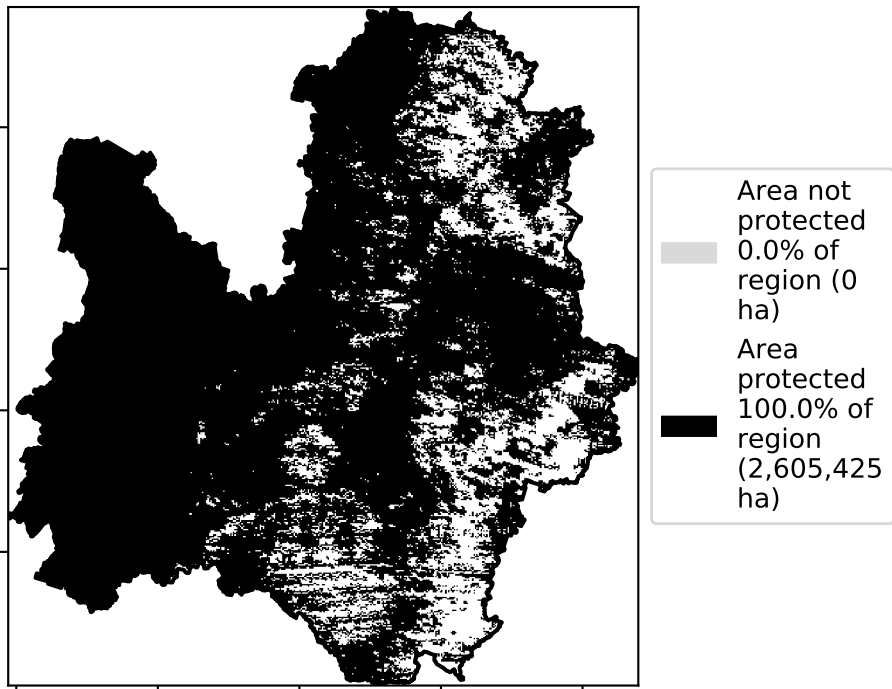 Area not
protected
0.0% of
region (0
ha)
Area
protected
100.0% of
region
(2,605,425
ha)